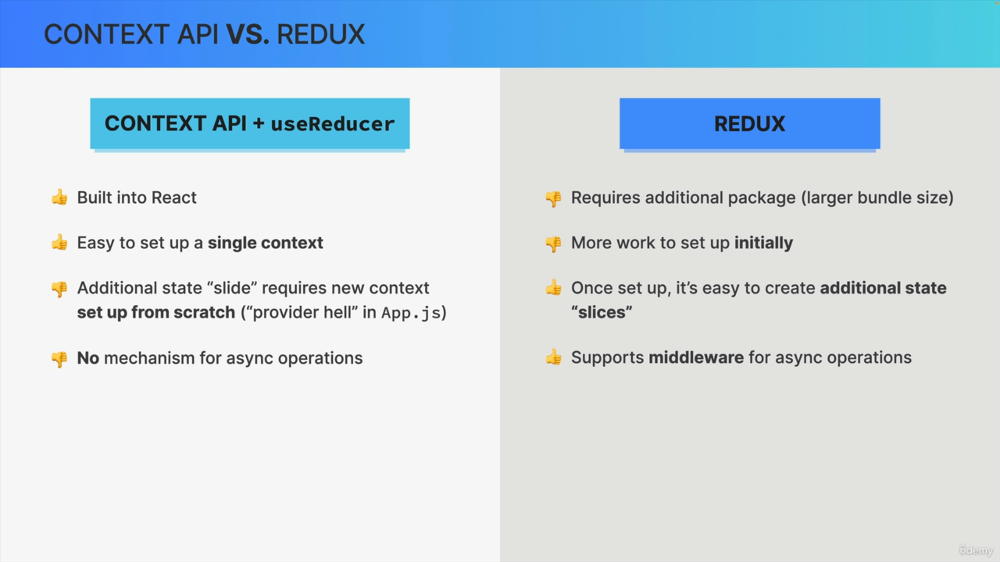 CONTEXT API VS. REDUX
CONTEXT API + useReducer
👍 Built into React
👍 Easy to set up a single context
👎 Additional state “slide” requires new context
set up from scratch (“provider hell” in App.js)
👎 No mechanism for async operations
REDUX
👎 Requires additional package (larger bundle size)
👎 More work to set up initially
👍 Once set up, it’s easy to create additional state
“slices”
👍 Supports middleware for async operations
ûdemy